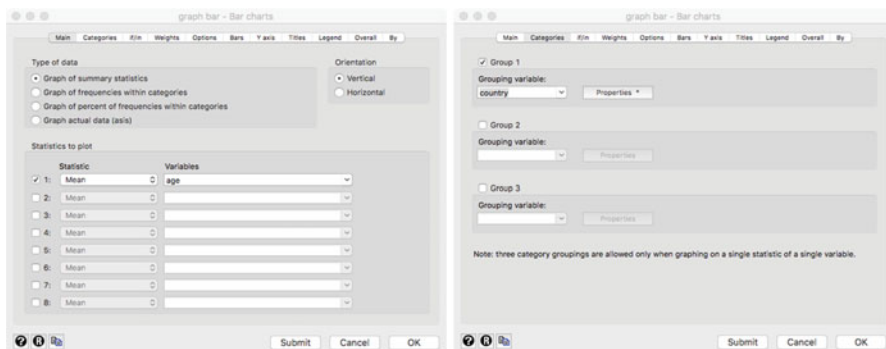 graph bar - Bar charts
Main Categories if/in Weights Options Bars Y axis Titles Legend Overall By
Type of data
Graph of summary statistics
Graph of frequencies within categories
Graph of percent of frequencies within categories
Graph actual data (asis)
Orientation
Vertical
Horizontal
Statistics to plot
Statistic Variables
1: Mean age
2: Mean
3: Mean
4: Mean
5: Mean
6: Mean
7: Mean
8: Mean
? R
Submit Cancel OK
graph bar - Bar charts
Main Categories if/in Weights Options Bars Y axis Titles Legend Overall By
Group 1
Grouping variable:
country Properties *
Group 2
Grouping variable:
Properties
Group 3
Grouping variable:
Properties
Note: three category groupings are allowed only when graphing on a single statistic of a single variable.
? R
Submit Cancel OK